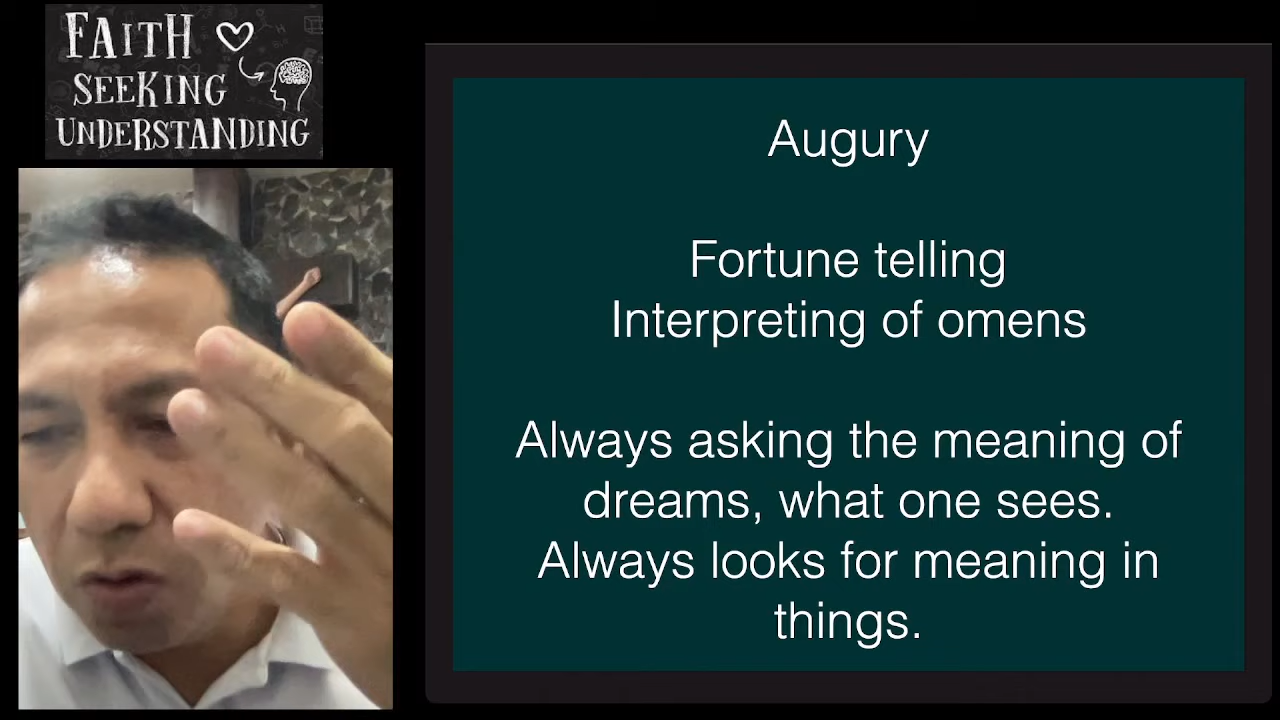 FAITH
SEEKING
UNDERSTANDING
Augury
Fortune telling
Interpreting of omens
Always asking the meaning of
dreams, what one sees.
Always looks for meaning in
things.